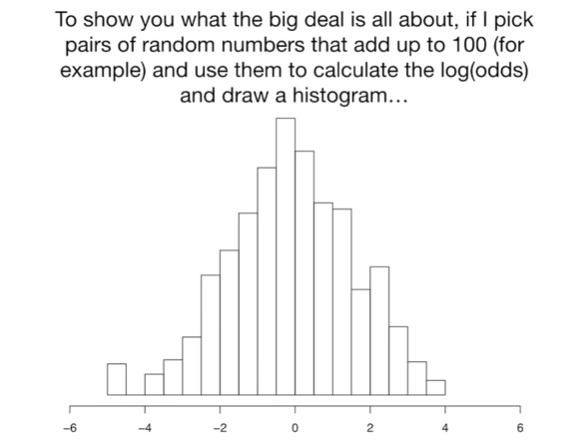 To show you what the big deal is all about, if I pick
pairs of random numbers that add up to 100 (for
example) and use them to calculate the log(odds)
and draw a histogram…
−6 −4 −2 0 2 4 6